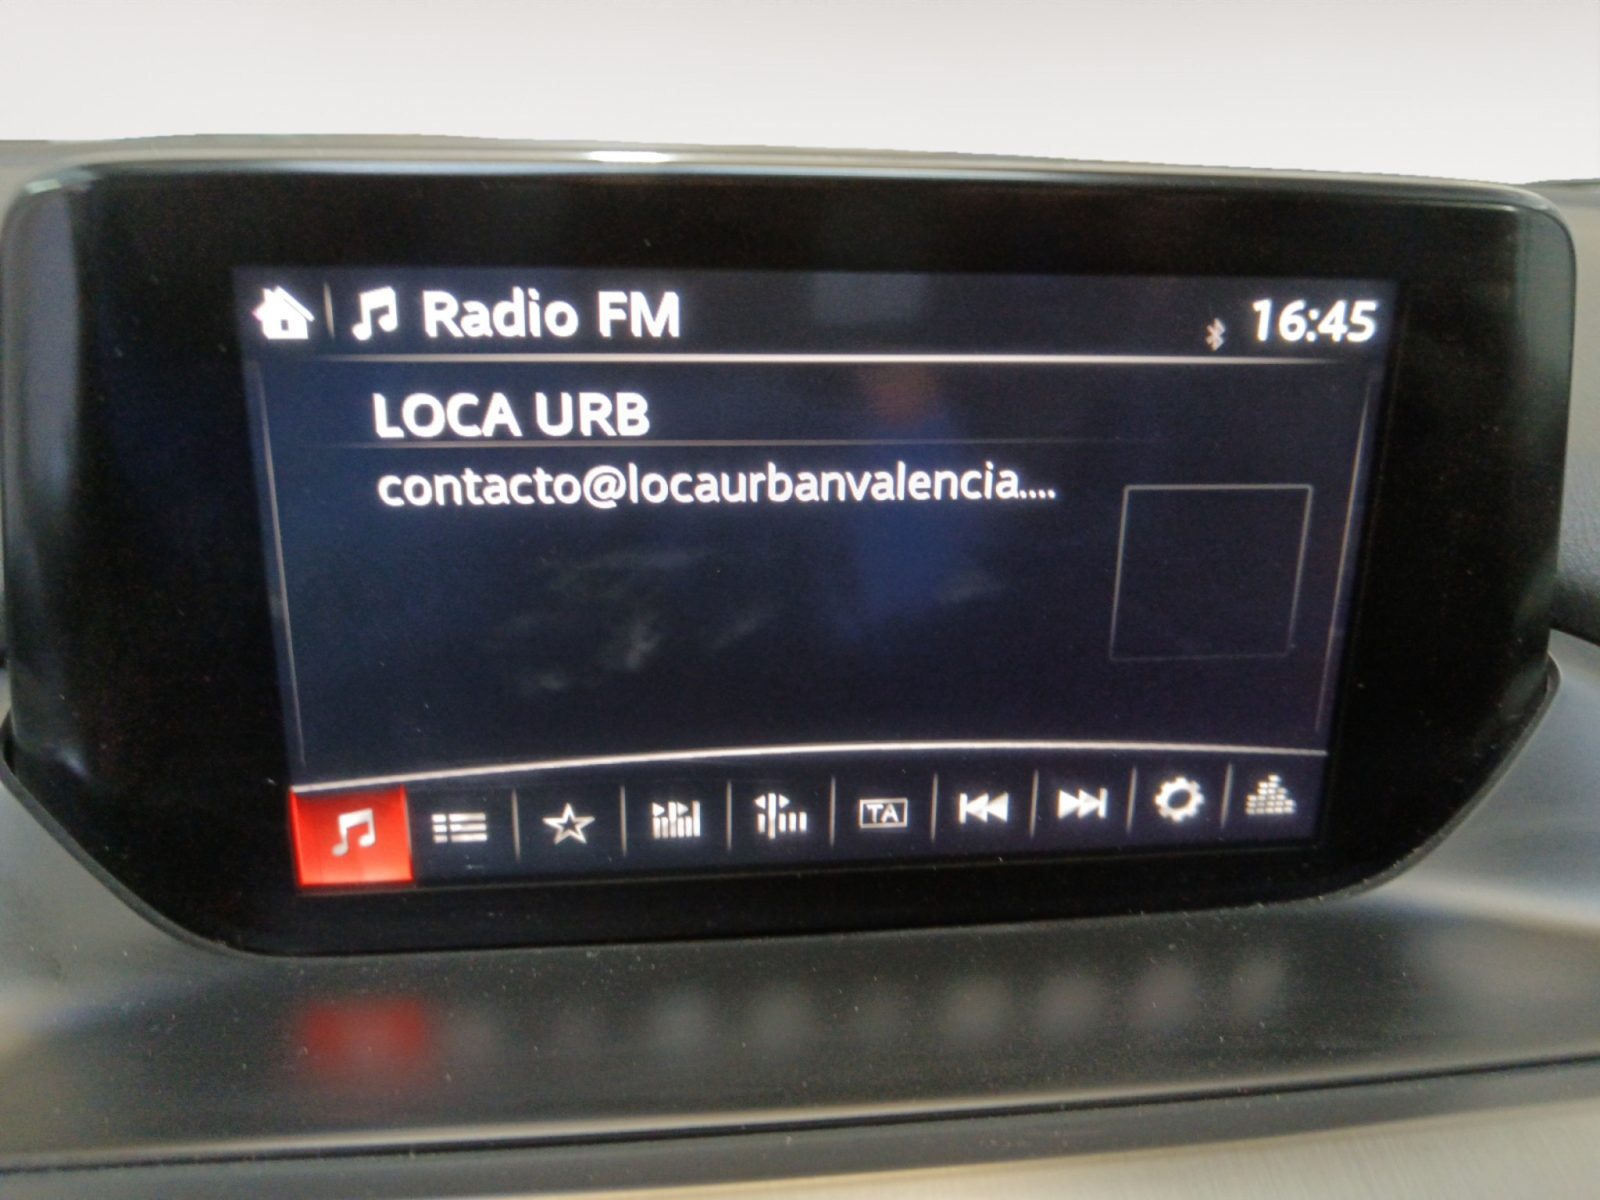 Radio FM
16:45
LOCA URB
contacto@locaurbanvalencia....
TA